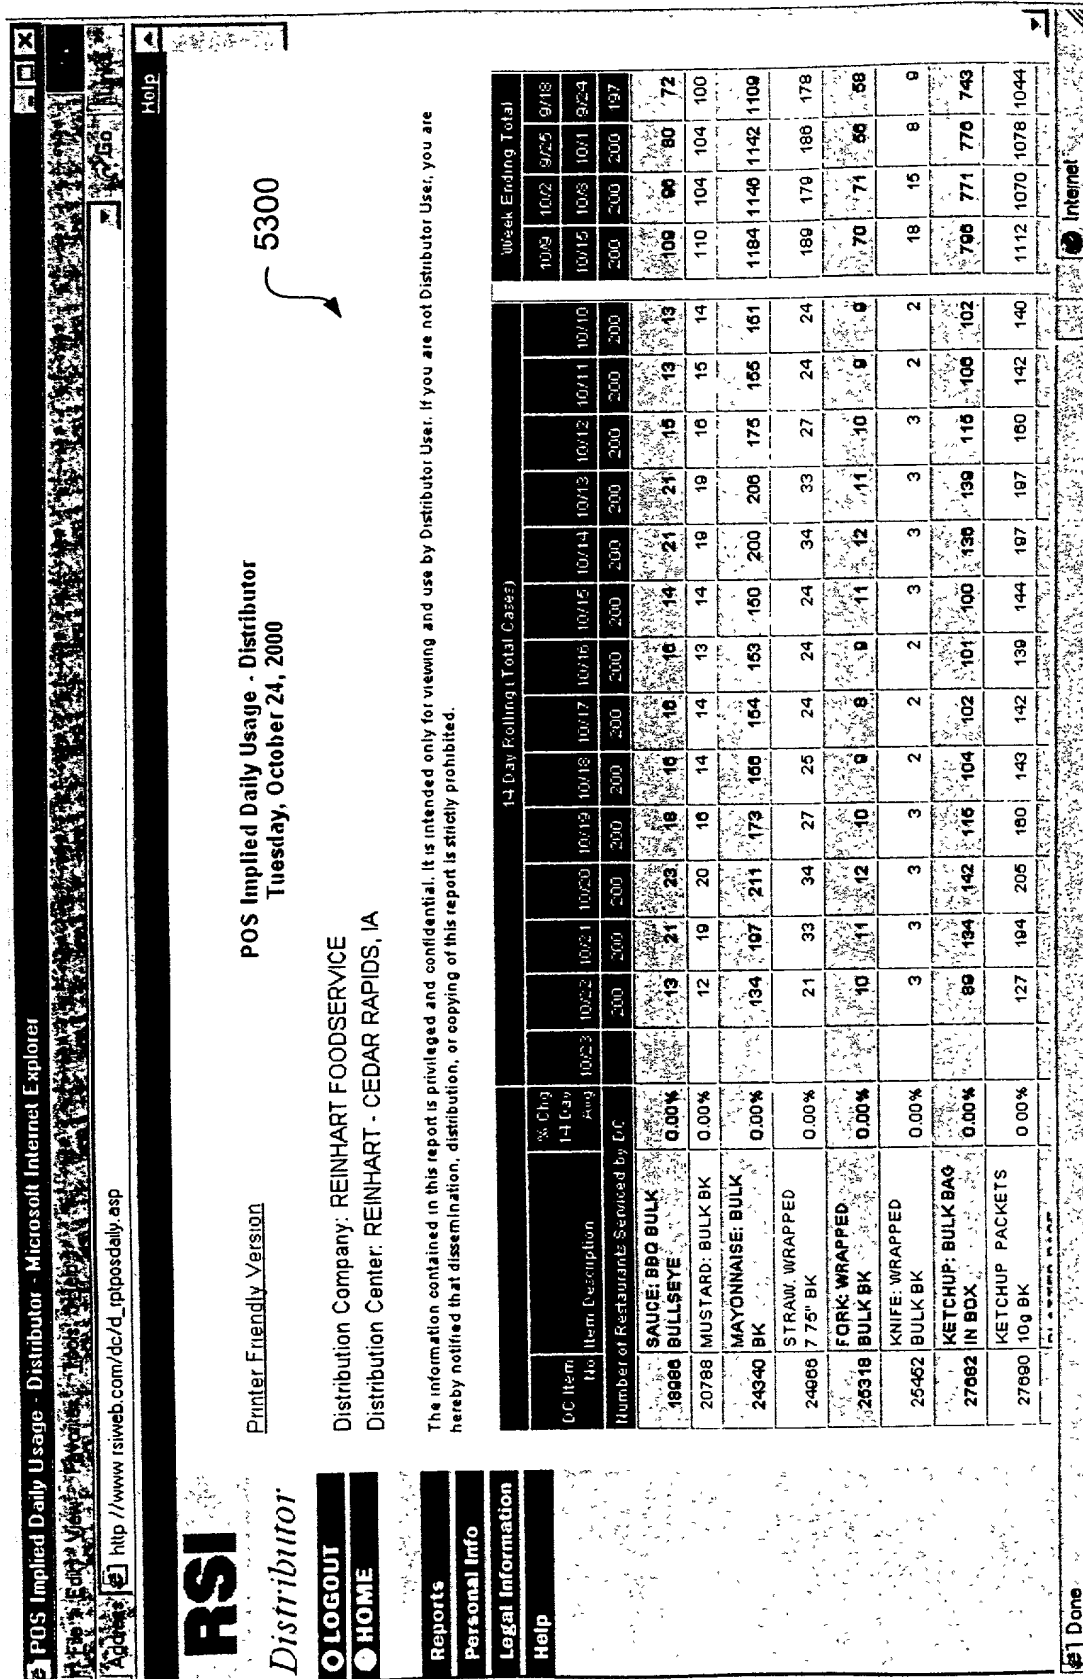 POS Implied Daily Usage - Distributor - Microsoft Internet Explorer
File Edit View Favorites Tools Help
Address http://www rsiweb.com/dc/d_rptposdaily.asp Go
Help
RSI
Distributor
LOGOUT
HOME
Reports
Personal Info
Legal Information
Help
Printer Friendly Version
POS Implied Daily Usage - Distributor
Tuesday, October 24, 2000
5300
Distribution Company: REINHART FOODSERVICE
Distribution Center: REINHART - CEDAR RAPIDS, IA
The information contained in this report is privileged and confidential. It is intended only for viewing and use by Distributor User. If you are not Distributor User, you are
hereby notified that dissemination, distribution, or copying of this report is strictly prohibited.
14 Day Rolling (Total Cases) Week Ending Total
% Chg 10/9 10/2 9/25 9/18
DC Item 14 Day
No Item Description Avg 10/23 10/22 10/21 10/20 10/19 10/18 10/17 10/16 10/15 10/14 10/13 10/12 10/11 10/10 10/15 10/8 10/1 9/24
Number of Restaurants Serviced by DC 200 200 200 200 200 200 200 200 200 200 200 200 200 200 200 200 197
SAUCE: BBQ BULK
18986 BULLSEYE 0.00% 13 21 23 18 16 16 16 14 21 21 15 13 13 109 96 80 72
20788 MUSTARD: BULK BK 0.00% 12 19 20 16 14 14 13 14 19 19 16 15 14 110 104 104 100
MAYONNAISE: BULK
24340 BK 0.00% 134 197 211 173 156 154 153 150 200 206 175 155 151 1184 1146 1142 1109
STRAW. WRAPPED
24966 7 75" BK 0.00% 21 33 34 27 25 24 24 24 34 33 27 24 24 189 179 186 178
FORK: WRAPPED
25318 BULK BK 0.00% 10 11 12 10 9 8 9 11 12 11 10 9 9 70 71 56 58
KNIFE: WRAPPED
25452 BULK BK 0.00% 3 3 3 3 2 2 2 3 3 3 3 2 2 18 15 8 9
KETCHUP: BULK BAG
27682 IN BOX 0.00% 89 134 142 115 104 102 101 100 136 139 115 106 102 796 771 776 743
KETCHUP PACKETS
27690 10g BK 0 00% 127 194 205 160 143 142 139 144 197 197 160 142 140 1112 1070 1078 1044
Done Internet